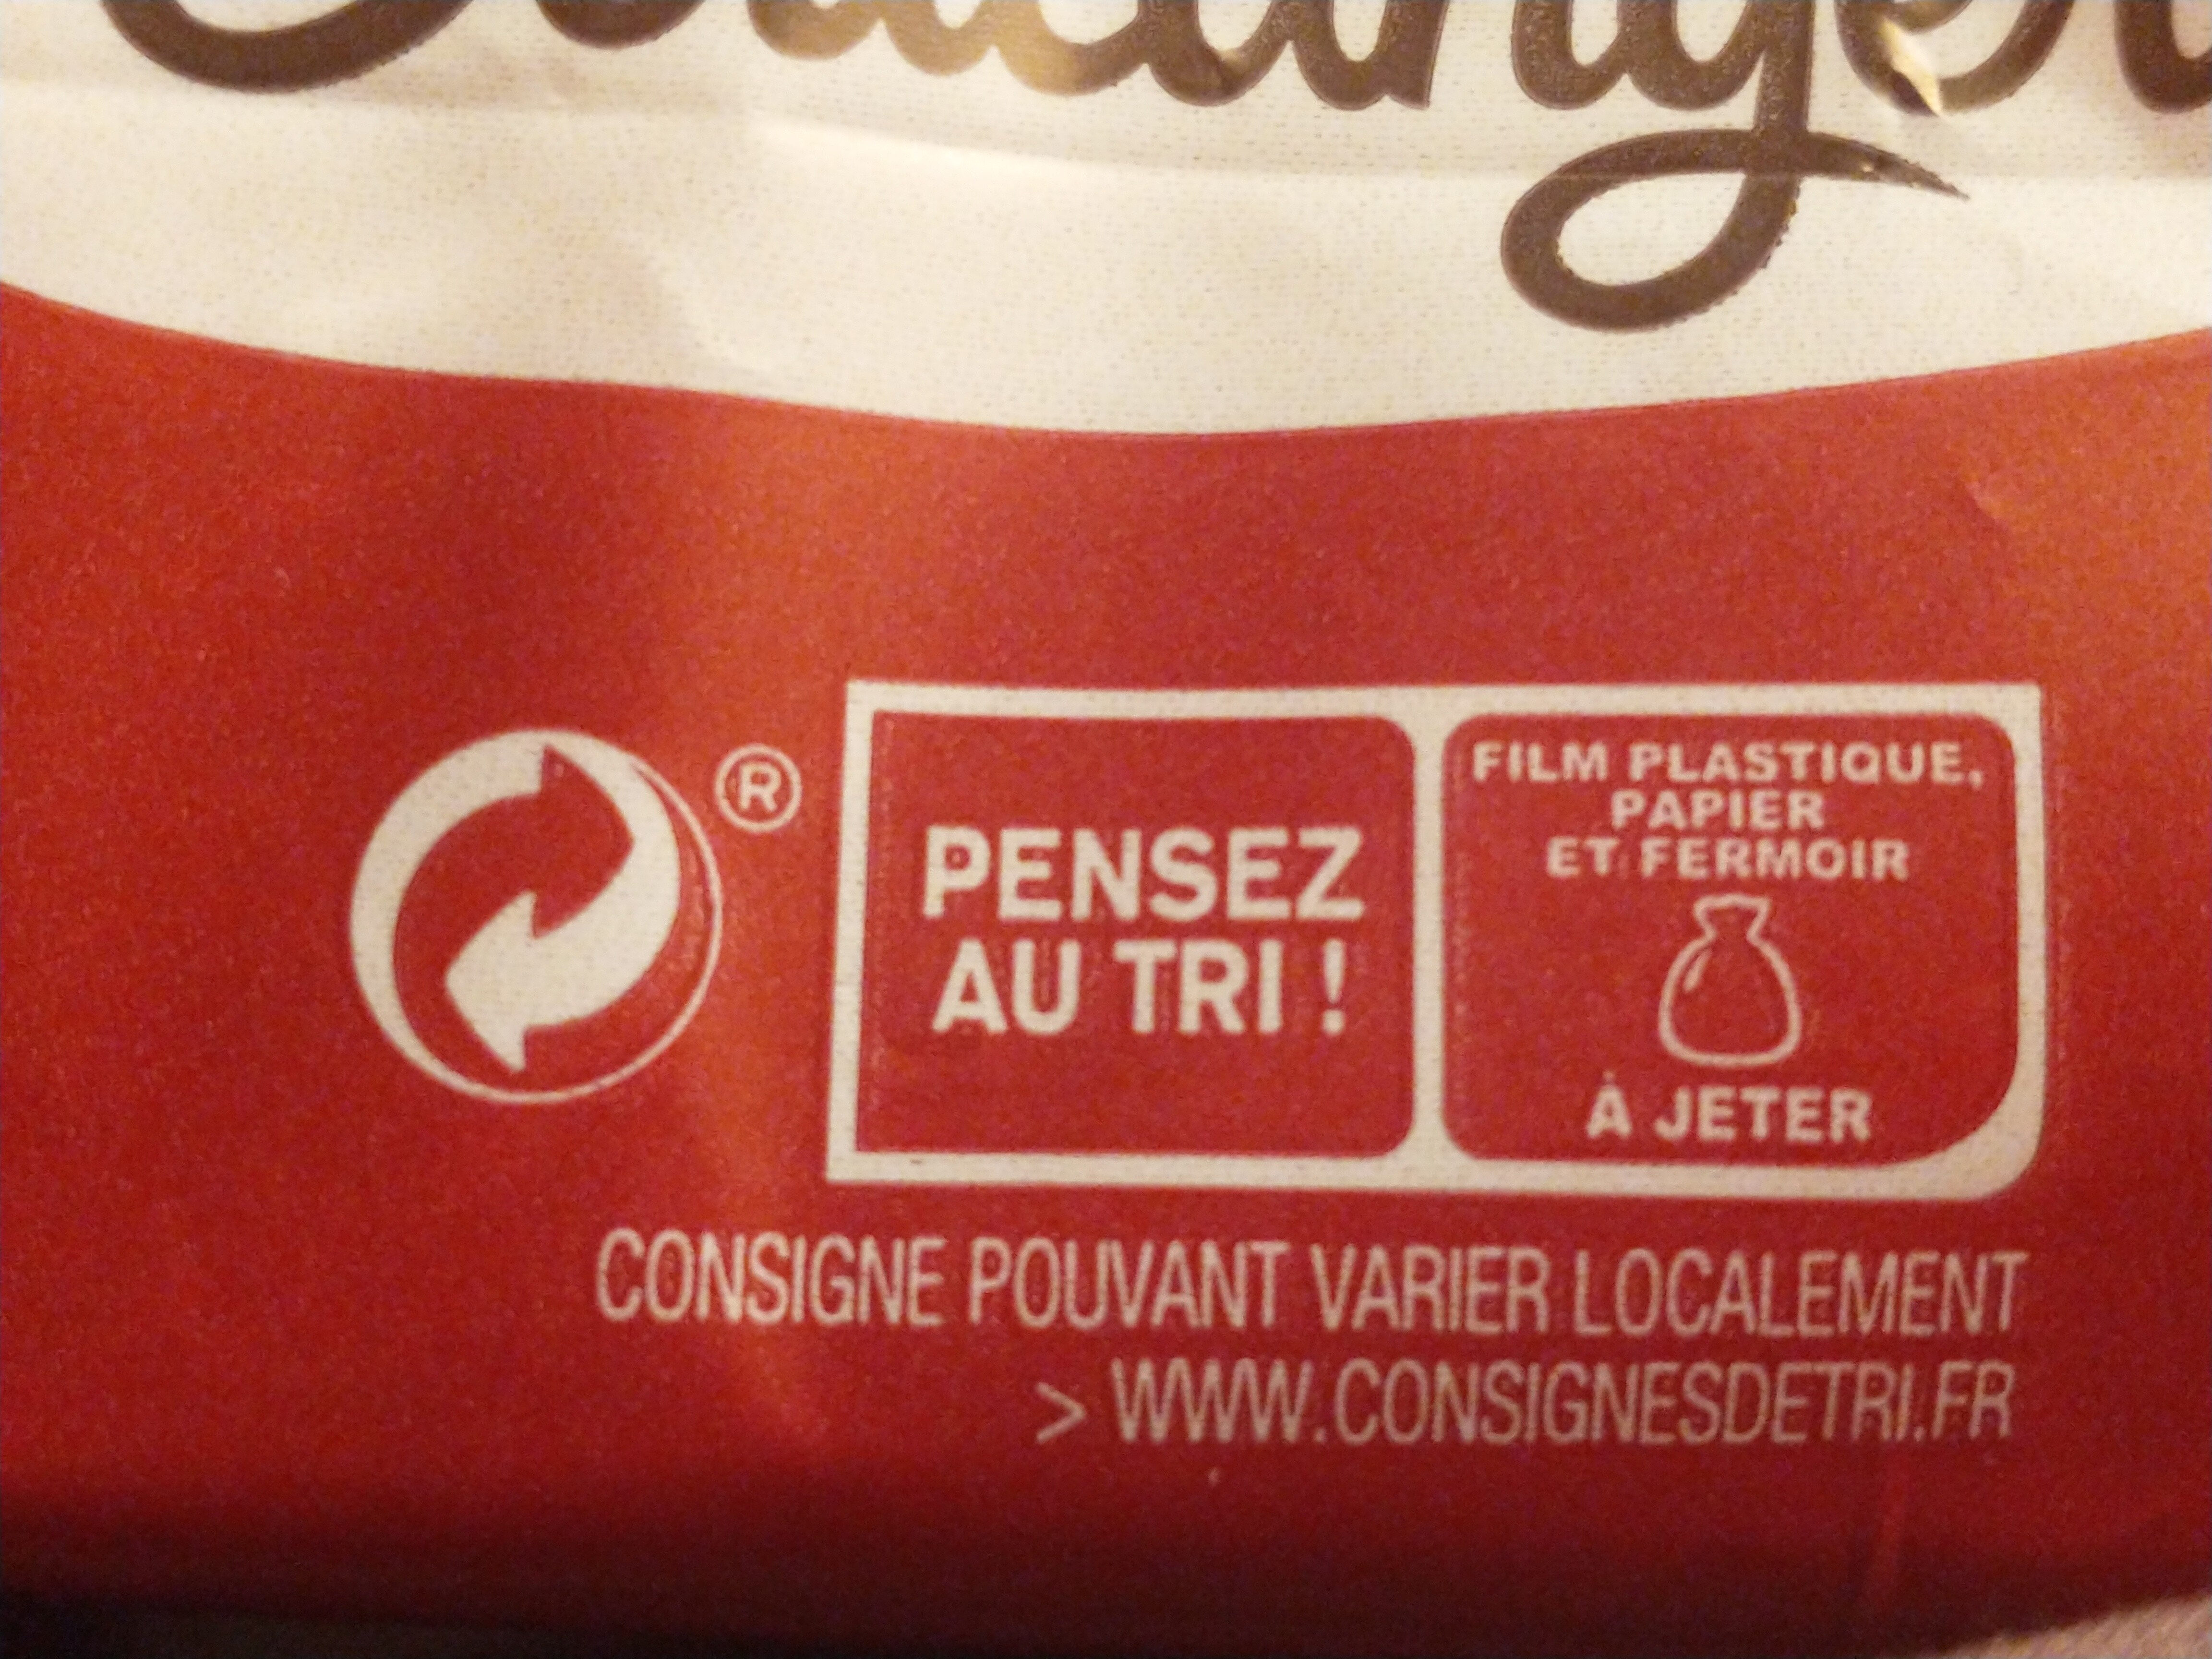 ®
PENSEZ
AU TRI !
FILM PLASTIQUE,
PAPIER
ET FERMOIR
À JETER
CONSIGNE POUVANT VARIER LOCALEMENT
> WWW.CONSIGNESDETRI.FR